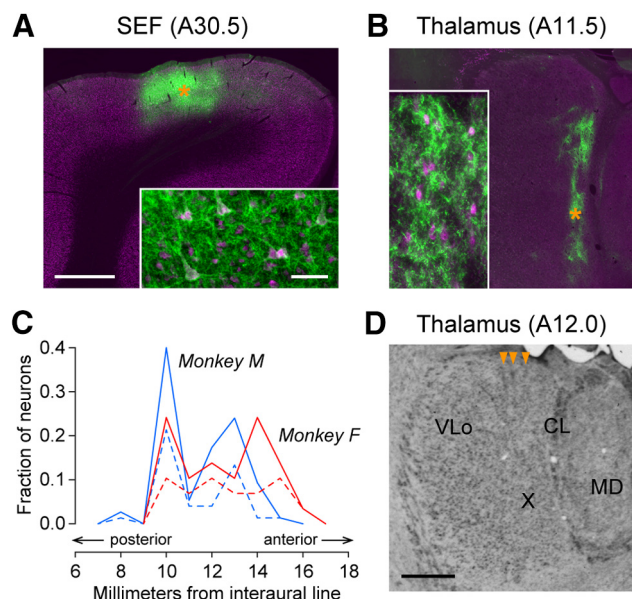 A
SEF (A30.5)
B
Thalamus (A11.5)
*
*
C
Fraction of neurons
0.4
0.3
0.2
0.1
0.0
Monkey M
Monkey F
posterior
anterior
6 8 10 12 14 16 18
Millimeters from interaural line
D
Thalamus (A12.0)
VLo
CL
X
MD